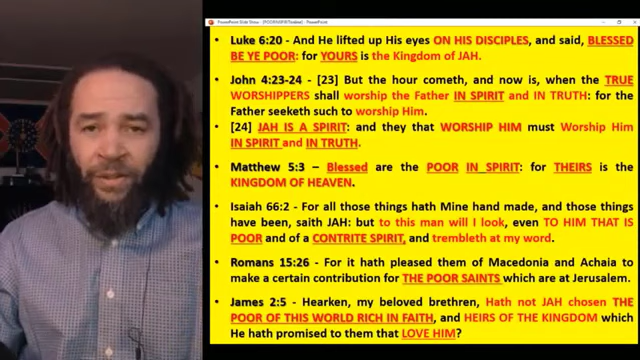 PowerPoint Slide Show - [POORINSPIRITindew]
• Luke 6:20 - And He lifted up His eyes ON HIS DISCIPLES, and said, BLESSED
BE YE POOR: for YOURS is the Kingdom of JAH.
• John 4:23-24 - [23] But the hour cometh, and now is, when the TRUE
WORSHIPPERS shall worship the Father IN SPIRIT and IN TRUTH: for the
Father seeketh such to worship Him.
• [24] JAH IS A SPIRIT: and they that WORSHIP HIM must Worship Him
IN SPIRIT and IN TRUTH.
• Matthew 5:3 – Blessed are the POOR IN SPIRIT: for THEIRS is the
KINGDOM OF HEAVEN.
• Isaiah 66:2 - For all those things hath Mine hand made, and those things
have been, saith JAH: but to this man will I look, even TO HIM THAT IS
POOR and of a CONTRITE SPIRIT, and trembleth at my word.
• Romans 15:26 - For it hath pleased them of Macedonia and Achaia to
make a certain contribution for THE POOR SAINTS which are at Jerusalem.
• James 2:5 - Hearken, my beloved brethren, Hath not JAH chosen THE
POOR OF THIS WORLD RICH IN FAITH, and HEIRS OF THE KINGDOM which
He hath promised to them that LOVE HIM?